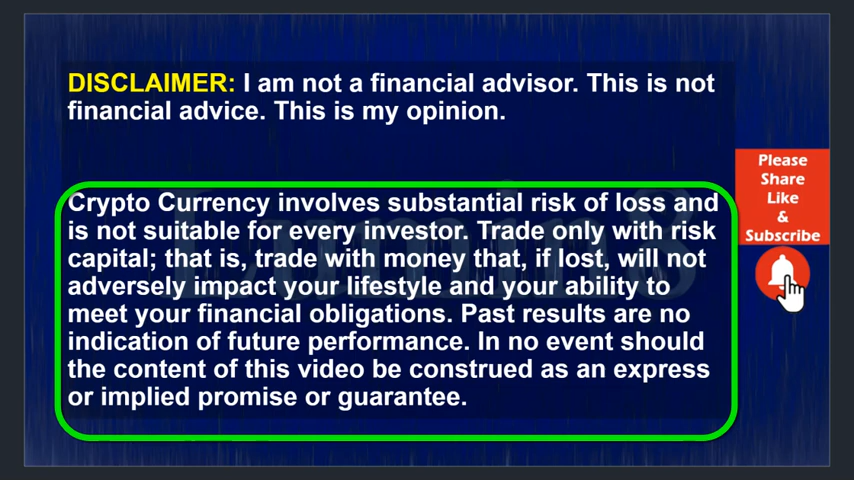 DISCLAIMER: I am not a financial advisor. This is not
financial advice. This is my opinion.
Crypto Currency involves substantial risk of loss and
is not suitable for every investor. Trade only with risk
capital; that is, trade with money that, if lost, will not
adversely impact your lifestyle and your ability to
meet your financial obligations. Past results are no
indication of future performance. In no event should
the content of this video be construed as an express
or implied promise or guarantee.
Please
Share
Like
&
Subscribe